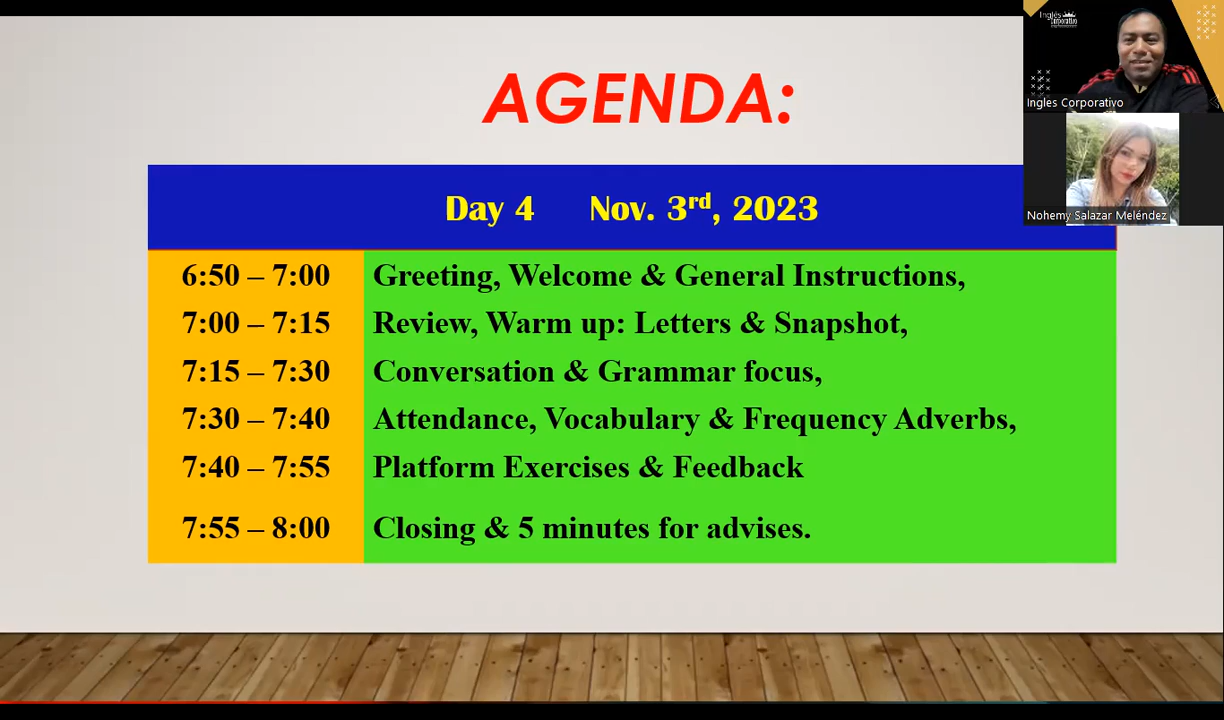 AGENDA:
Inglés
Corporativo
Ingles Corporativo
Nohemy Salazar Meléndez
Day 4 Nov. 3rd, 2023
6:50 – 7:00 Greeting, Welcome & General Instructions,
7:00 – 7:15 Review, Warm up: Letters & Snapshot,
7:15 – 7:30 Conversation & Grammar focus,
7:30 – 7:40 Attendance, Vocabulary & Frequency Adverbs,
7:40 – 7:55 Platform Exercises & Feedback
7:55 – 8:00 Closing & 5 minutes for advises.